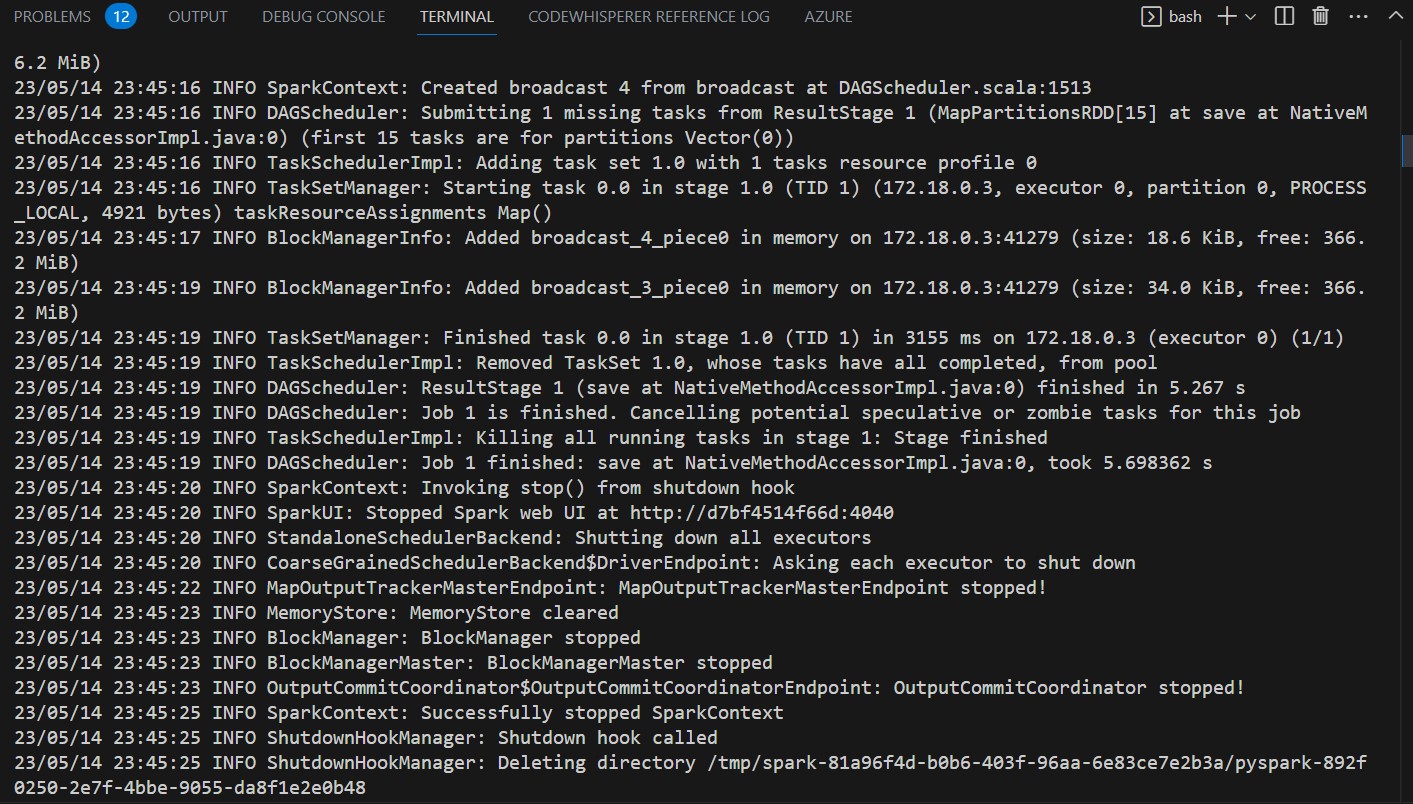 PROBLEMS 12 OUTPUT DEBUG CONSOLE TERMINAL CODEWHISPERER REFERENCE LOG AZURE bash
6.2 MiB)
23/05/14 23:45:16 INFO SparkContext: Created broadcast 4 from broadcast at DAGScheduler.scala:1513
23/05/14 23:45:16 INFO DAGScheduler: Submitting 1 missing tasks from ResultStage 1 (MapPartitionsRDD[15] at save at NativeM
ethodAccessorImpl.java:0) (first 15 tasks are for partitions Vector(0))
23/05/14 23:45:16 INFO TaskSchedulerImpl: Adding task set 1.0 with 1 tasks resource profile 0
23/05/14 23:45:16 INFO TaskSetManager: Starting task 0.0 in stage 1.0 (TID 1) (172.18.0.3, executor 0, partition 0, PROCESS
_LOCAL, 4921 bytes) taskResourceAssignments Map()
23/05/14 23:45:17 INFO BlockManagerInfo: Added broadcast_4_piece0 in memory on 172.18.0.3:41279 (size: 18.6 KiB, free: 366.
2 MiB)
23/05/14 23:45:19 INFO BlockManagerInfo: Added broadcast_3_piece0 in memory on 172.18.0.3:41279 (size: 34.0 KiB, free: 366.
2 MiB)
23/05/14 23:45:19 INFO TaskSetManager: Finished task 0.0 in stage 1.0 (TID 1) in 3155 ms on 172.18.0.3 (executor 0) (1/1)
23/05/14 23:45:19 INFO TaskSchedulerImpl: Removed TaskSet 1.0, whose tasks have all completed, from pool
23/05/14 23:45:19 INFO DAGScheduler: ResultStage 1 (save at NativeMethodAccessorImpl.java:0) finished in 5.267 s
23/05/14 23:45:19 INFO DAGScheduler: Job 1 is finished. Cancelling potential speculative or zombie tasks for this job
23/05/14 23:45:19 INFO TaskSchedulerImpl: Killing all running tasks in stage 1: Stage finished
23/05/14 23:45:19 INFO DAGScheduler: Job 1 finished: save at NativeMethodAccessorImpl.java:0, took 5.698362 s
23/05/14 23:45:20 INFO SparkContext: Invoking stop() from shutdown hook
23/05/14 23:45:20 INFO SparkUI: Stopped Spark web UI at http://d7bf4514f66d:4040
23/05/14 23:45:20 INFO StandaloneSchedulerBackend: Shutting down all executors
23/05/14 23:45:20 INFO CoarseGrainedSchedulerBackend$DriverEndpoint: Asking each executor to shut down
23/05/14 23:45:22 INFO MapOutputTrackerMasterEndpoint: MapOutputTrackerMasterEndpoint stopped!
23/05/14 23:45:23 INFO MemoryStore: MemoryStore cleared
23/05/14 23:45:23 INFO BlockManager: BlockManager stopped
23/05/14 23:45:23 INFO BlockManagerMaster: BlockManagerMaster stopped
23/05/14 23:45:23 INFO OutputCommitCoordinator$OutputCommitCoordinatorEndpoint: OutputCommitCoordinator stopped!
23/05/14 23:45:25 INFO SparkContext: Successfully stopped SparkContext
23/05/14 23:45:25 INFO ShutdownHookManager: Shutdown hook called
23/05/14 23:45:25 INFO ShutdownHookManager: Deleting directory /tmp/spark-81a96f4d-b0b6-403f-96aa-6e83ce7e2b3a/pyspark-892f
0250-2e7f-4bbe-9055-da8f1e2e0b48